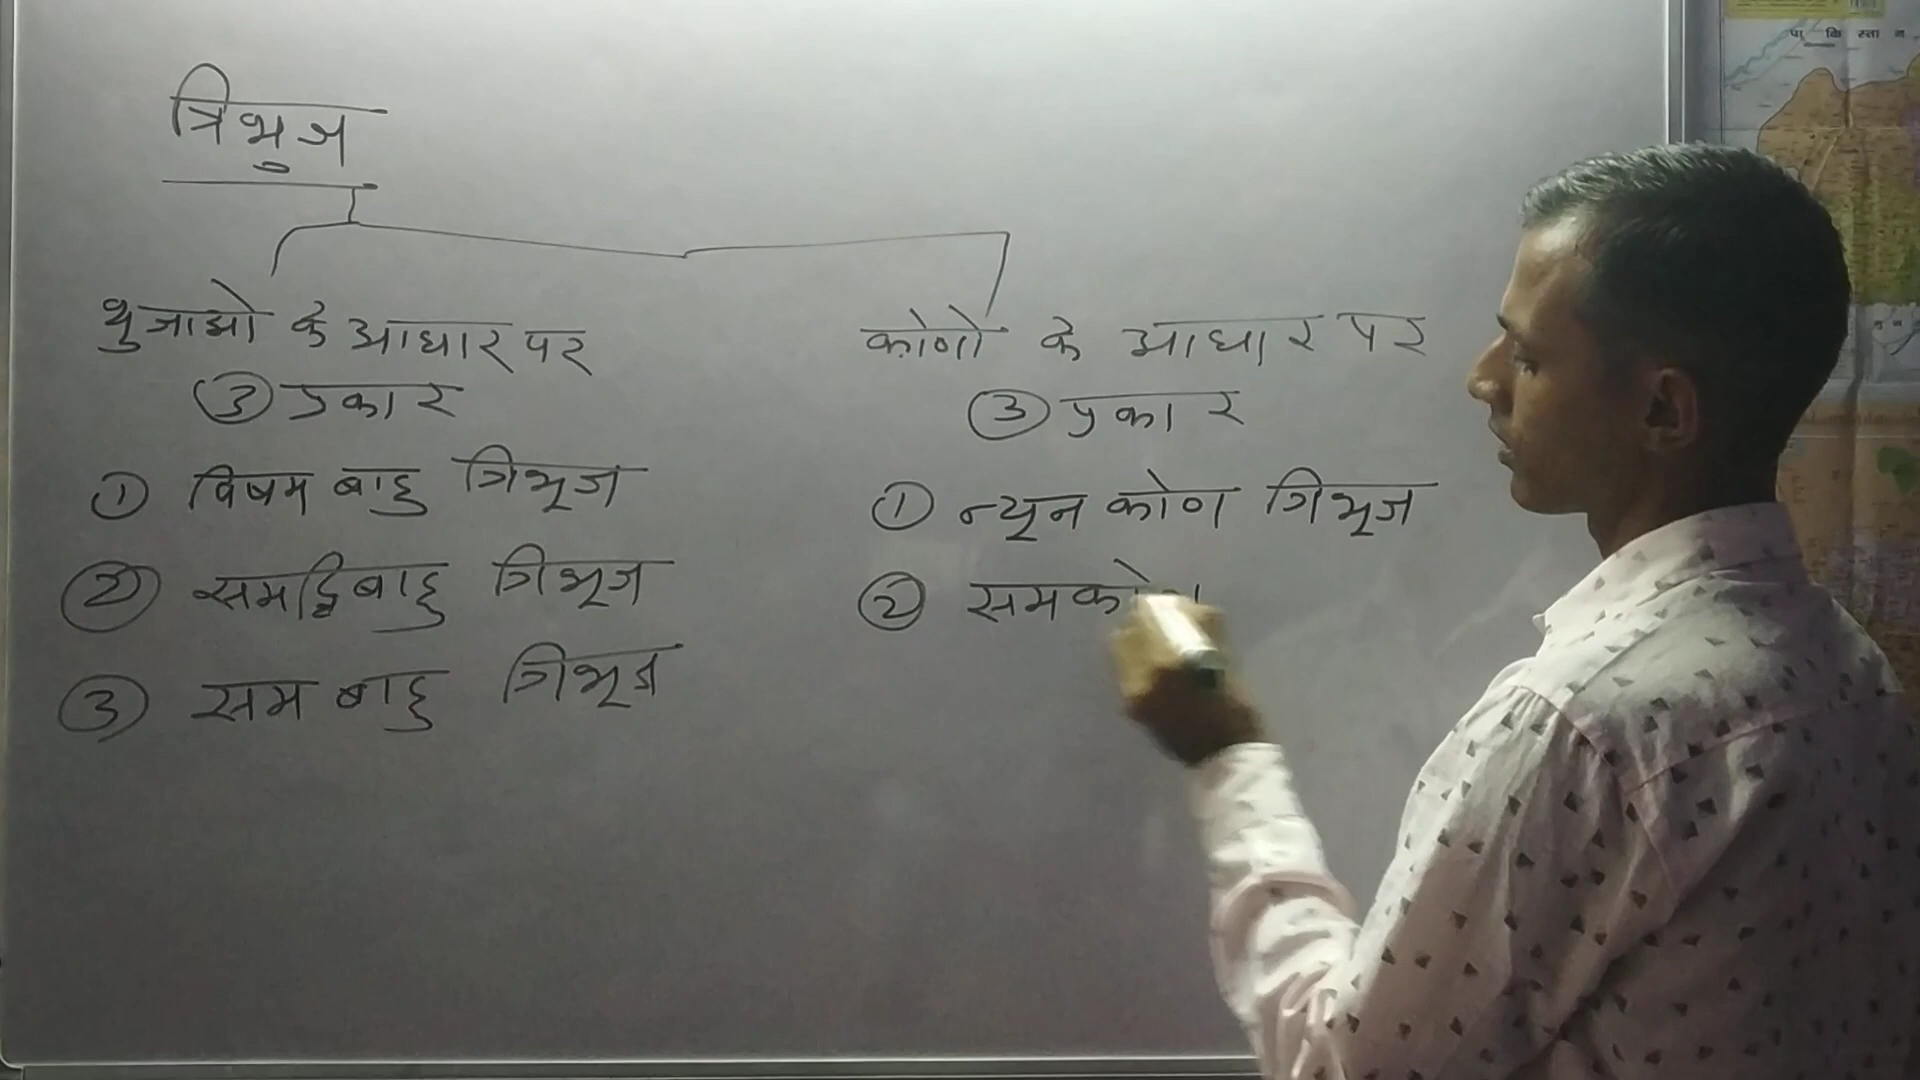 त्रिभुज
भुजाओ के आधार पर
③ प्रकार
① विषम बाहु त्रिभूज
② समद्विबाहु त्रिभूज
③ सम बाहु त्रिभूज
कोणो के आधार पर
③ प्रकार
① न्यून कोण त्रिभूज
② समकोण
पा कि स्ता न